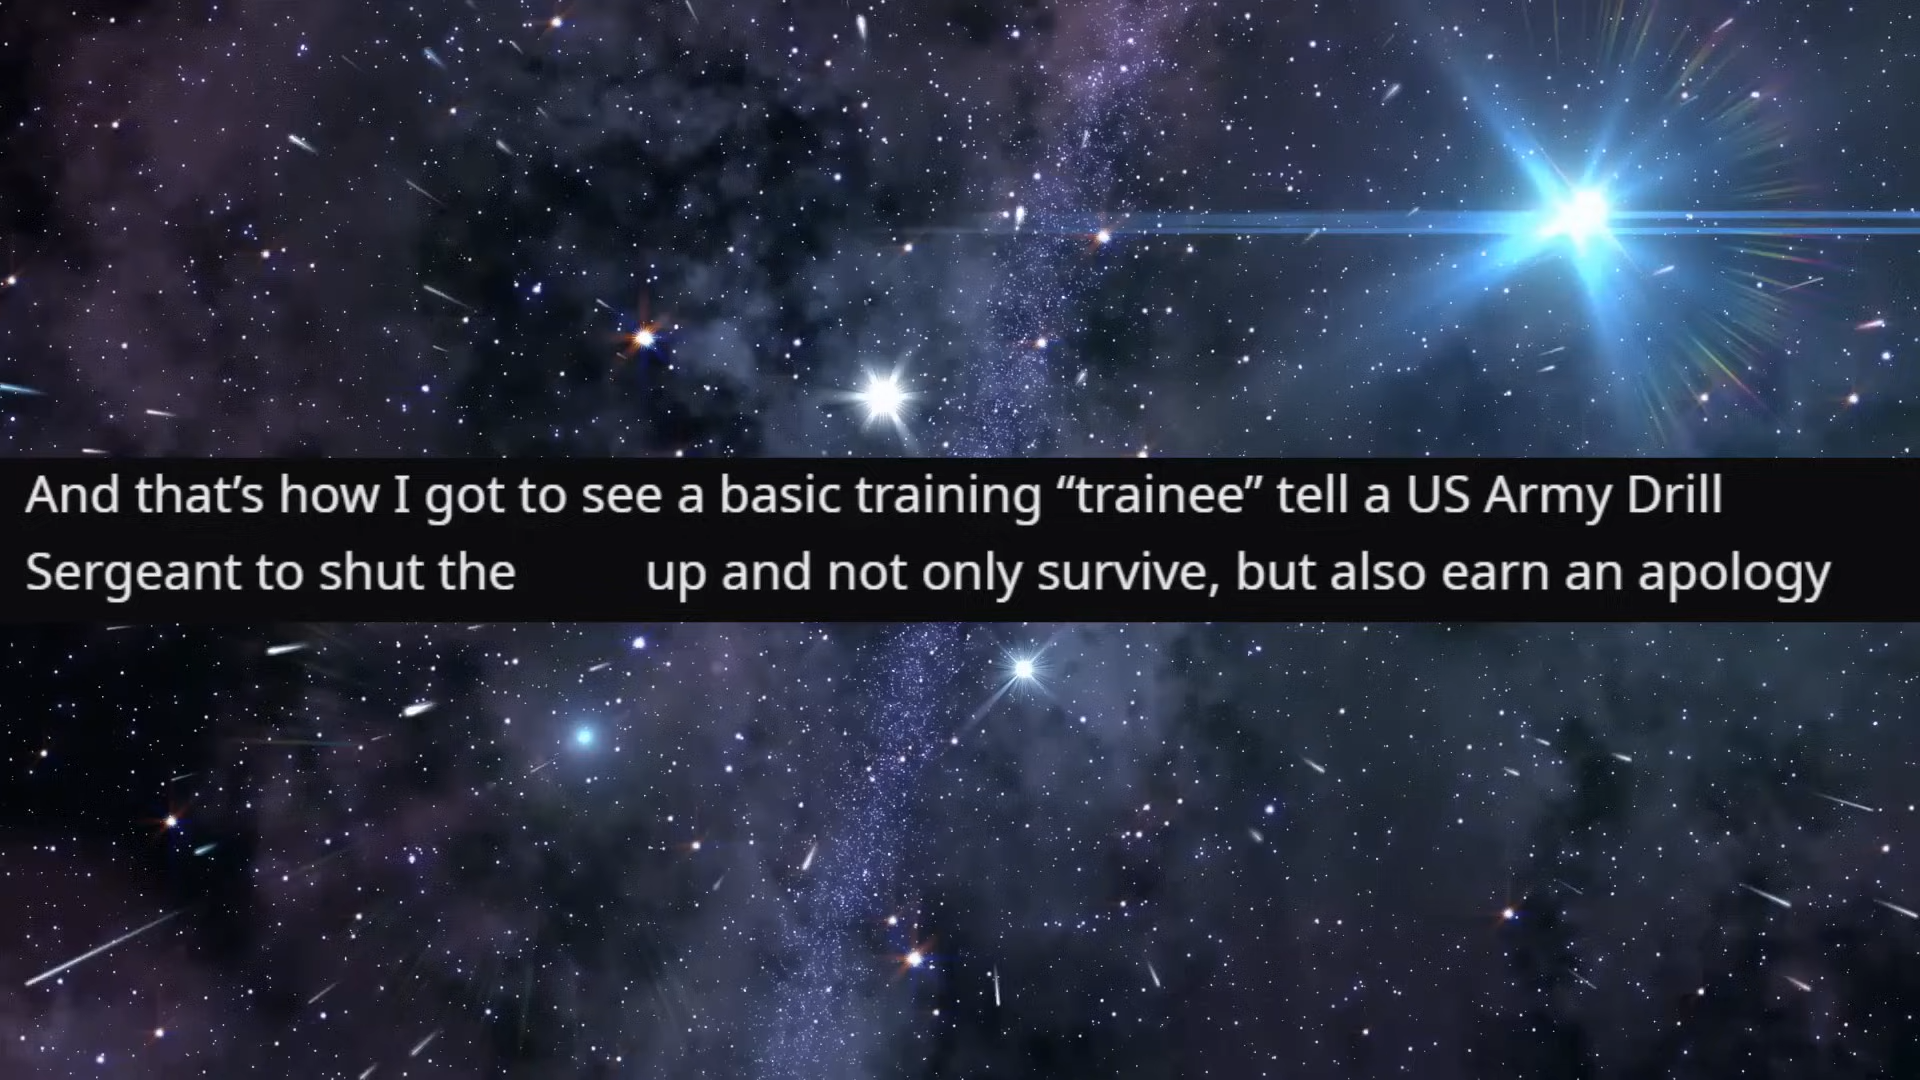 And that’s how I got to see a basic training “trainee” tell a US Army Drill
Sergeant to shut the up and not only survive, but also earn an apology